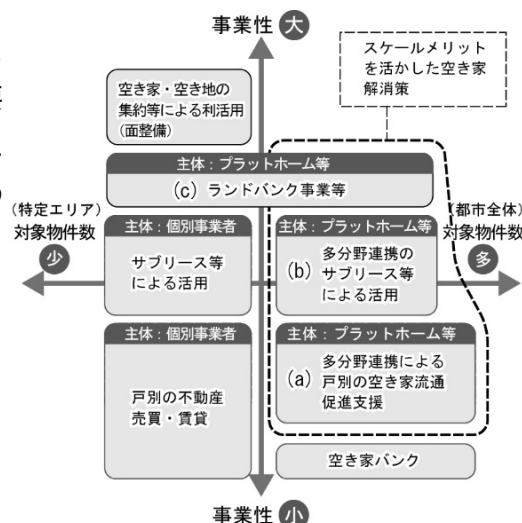 事業性 大
スケールメリット
を活かした空き家
解消策
空き家・空き地の
集約等による利活用
(面整備)
主体：プラットホーム等
(c) ランドバンク事業等
(特定エリア)
対象物件数
少
(都市全体)
対象物件数
多
主体：個別事業者
サブリース等
による活用
主体：プラットホーム等
(b) 多分野連携の
サブリース等
による活用
主体：個別事業者
戸別の不動産
売買・賃貸
主体：プラットホーム等
(a) 多分野連携による
戸別の空き家流通
促進支援
空き家バンク
事業性 小